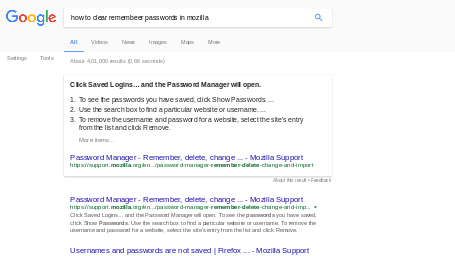 Google
how to clear remembeer passwords in mozilla
All Videos News Images Maps More
Settings Tools
About 4,01,000 results (0.66 seconds)
Click Saved Logins... and the Password Manager will open.
1. To see the passwords you have saved, click Show Passwords. ...
2. Use the search box to find a particular website or username. ...
3. To remove the username and password for a website, select the site's entry
from the list and click Remove.
More items...
Password Manager - Remember, delete, change ... - Mozilla Support
https://support.mozilla.org/en.../password-manager-remember-delete-change-and-import
About this result • Feedback
Password Manager - Remember, delete, change ... - Mozilla Support
https://support.mozilla.org/en.../password-manager-remember-delete-change-and-imp...
Click Saved Logins... and the Password Manager will open. To see the passwords you have saved,
click Show Passwords. Use the search box to find a particular website or username. To remove the
username and password for a website, select the site's entry from the list and click Remove.
Usernames and passwords are not saved | Firefox ... - Mozilla Support